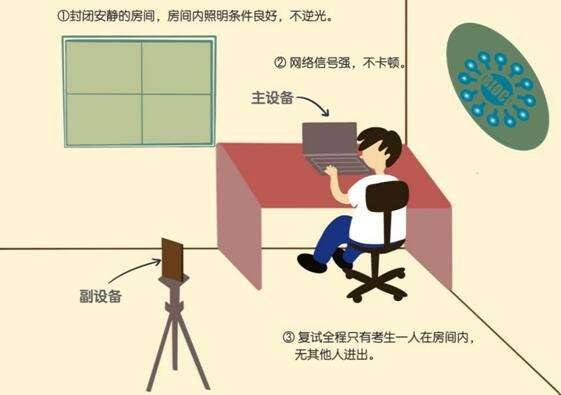 ①封闭安静的房间，房间内照明条件良好，不逆光。
② 网络信号强，不卡顿。
主设备
副设备
③ 复试全程只有考生一人在房间内，
无其他人进出。